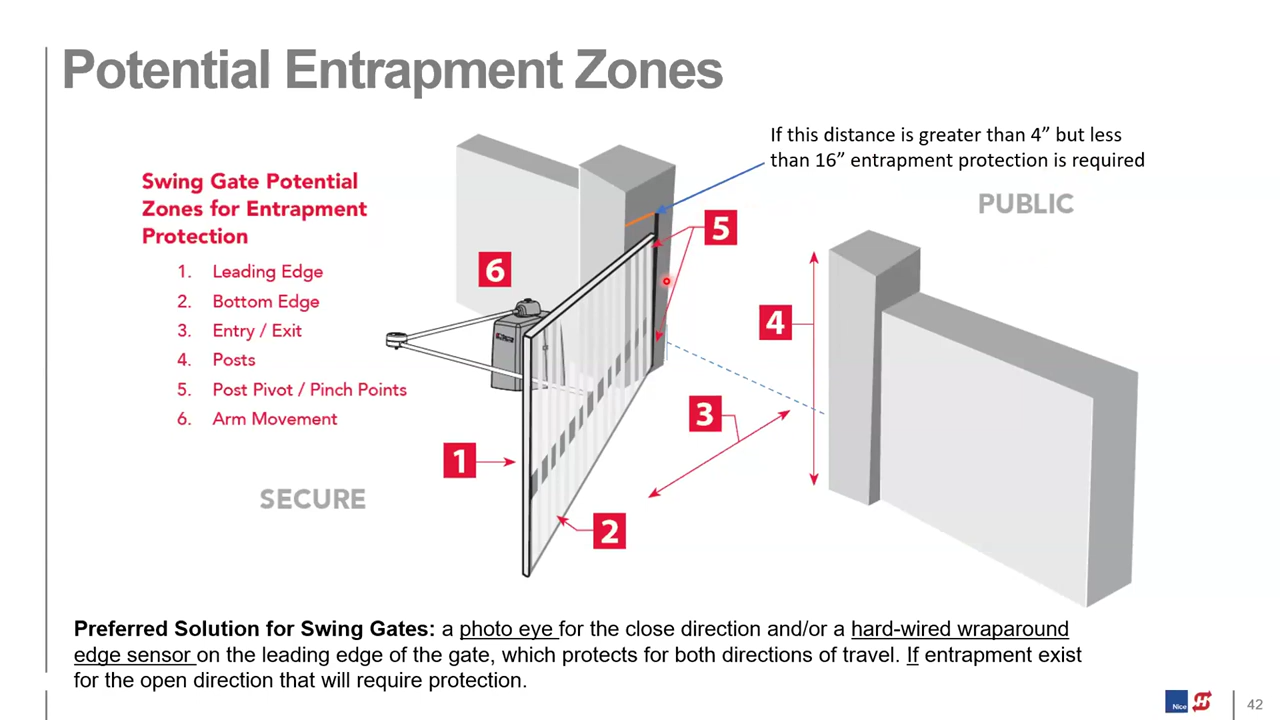 Potential Entrapment Zones
If this distance is greater than 4” but less
than 16” entrapment protection is required
Swing Gate Potential
Zones for Entrapment
Protection
1. Leading Edge
2. Bottom Edge
3. Entry / Exit
4. Posts
5. Post Pivot / Pinch Points
6. Arm Movement
PUBLIC
SECURE
5
6
4
3
1
2
Preferred Solution for Swing Gates: a photo eye for the close direction and/or a hard-wired wraparound
edge sensor on the leading edge of the gate, which protects for both directions of travel. If entrapment exist
for the open direction that will require protection.
Nice
H
42